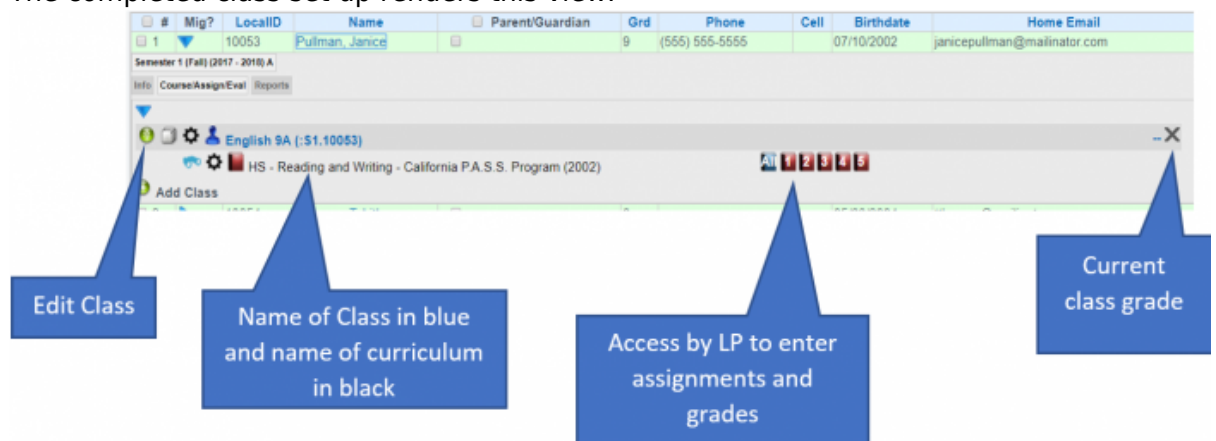 The completed class set up renders this view.
# Mig? LocalID Name Parent/Guardian Grd Phone Cell Birthdate Home Email
1 10053 Pullman, Janice 9 (555) 555-5555 07/10/2002 janicepullman@mailinator.com
Semester 1 (Fall) (2017 - 2018) A
Info Course/Assign/Eval Reports
English 9A (:S1.10053)
HS - Reading and Writing - California P.A.S.S. Program (2002) All 1 2 3 4 5
Add Class
Edit Class
Name of Class in blue
and name of curriculum
in black
Access by LP to enter
assignments and
grades
Current
class grade